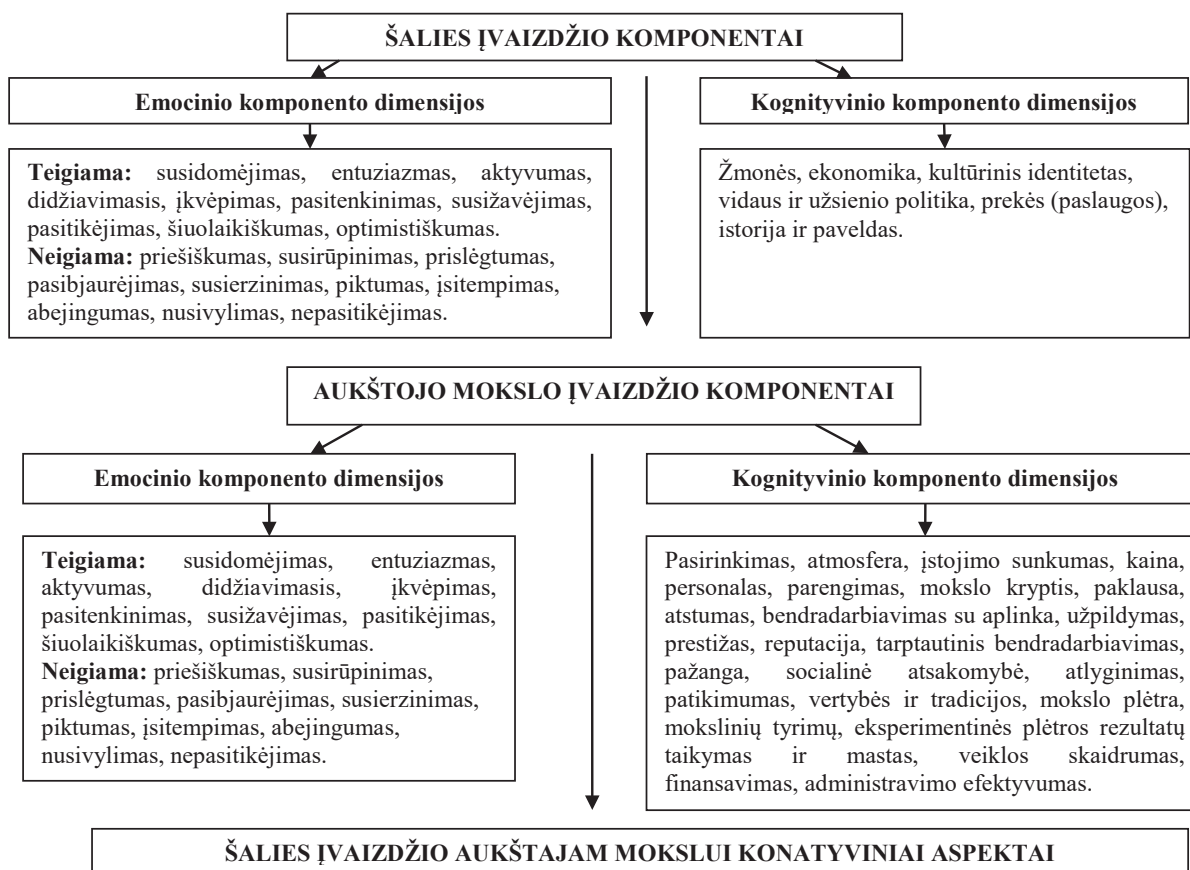 ŠALIES ĮVAIZDŽIO KOMPONENTAI
Emocinio komponento dimensijos
Teigiama: susidomėjimas, entuziazmas, aktyvumas,
didžiavimasis, įkvėpimas, pasitenkinimas, susižavėjimas,
pasitikėjimas, šiuolaikiškumas, optimistiškumas.
Neigiama: priešiškumas, susirūpinimas, prislėgtumas,
pasibjaurėjimas, susierzinimas, piktumas, įsitempimas,
abejingumas, nusivylimas, nepasitikėjimas.
Kognityvinio komponento dimensijos
Žmonės, ekonomika, kultūrinis identitetas,
vidaus ir užsienio politika, prekės (paslaugos),
istorija ir paveldas.
AUKŠTOJO MOKSLO ĮVAIZDŽIO KOMPONENTAI
Emocinio komponento dimensijos
Teigiama: susidomėjimas, entuziazmas,
aktyvumas, didžiavimasis, įkvėpimas,
pasitenkinimas, susižavėjimas, pasitikėjimas,
šiuolaikiškumas, optimistiškumas.
Neigiama: priešiškumas, susirūpinimas,
prislėgtumas, pasibjaurėjimas, susierzinimas,
piktumas, įsitempimas, abejingumas,
nusivylimas, nepasitikėjimas.
Kognityvinio komponento dimensijos
Pasirinkimas, atmosfera, įstojimo sunkumas, kaina,
personalas, parengimas, mokslo kryptis, paklausa,
atstumas, bendradarbiavimas su aplinka, užpildymas,
prestižas, reputacija, tarptautinis bendradarbiavimas,
pažanga, socialinė atsakomybė, atlyginimas,
patikimumas, vertybės ir tradicijos, mokslo plėtra,
mokslinių tyrimų, eksperimentinės plėtros rezultatų
taikymas ir mastas, veiklos skaidrumas,
finansavimas, administravimo efektyvumas.
ŠALIES ĮVAIZDŽIO AUKŠTAJAM MOKSLUI KONATYVINIAI ASPEKTAI